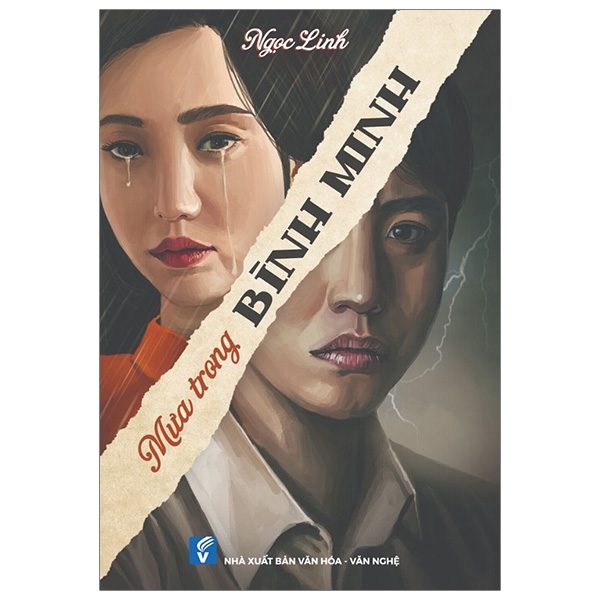 Ngọc Linh
Mưa trong
BÌNH MINH
V
NHÀ XUẤT BẢN VĂN HÓA - VĂN NGHỆ